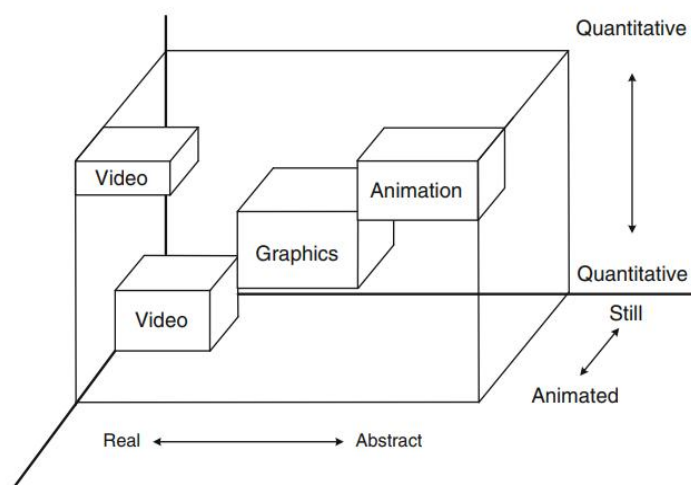 Quantitative
Video
Animation
Graphics
Quantitative
Still
Video
Animated
Real
Abstract